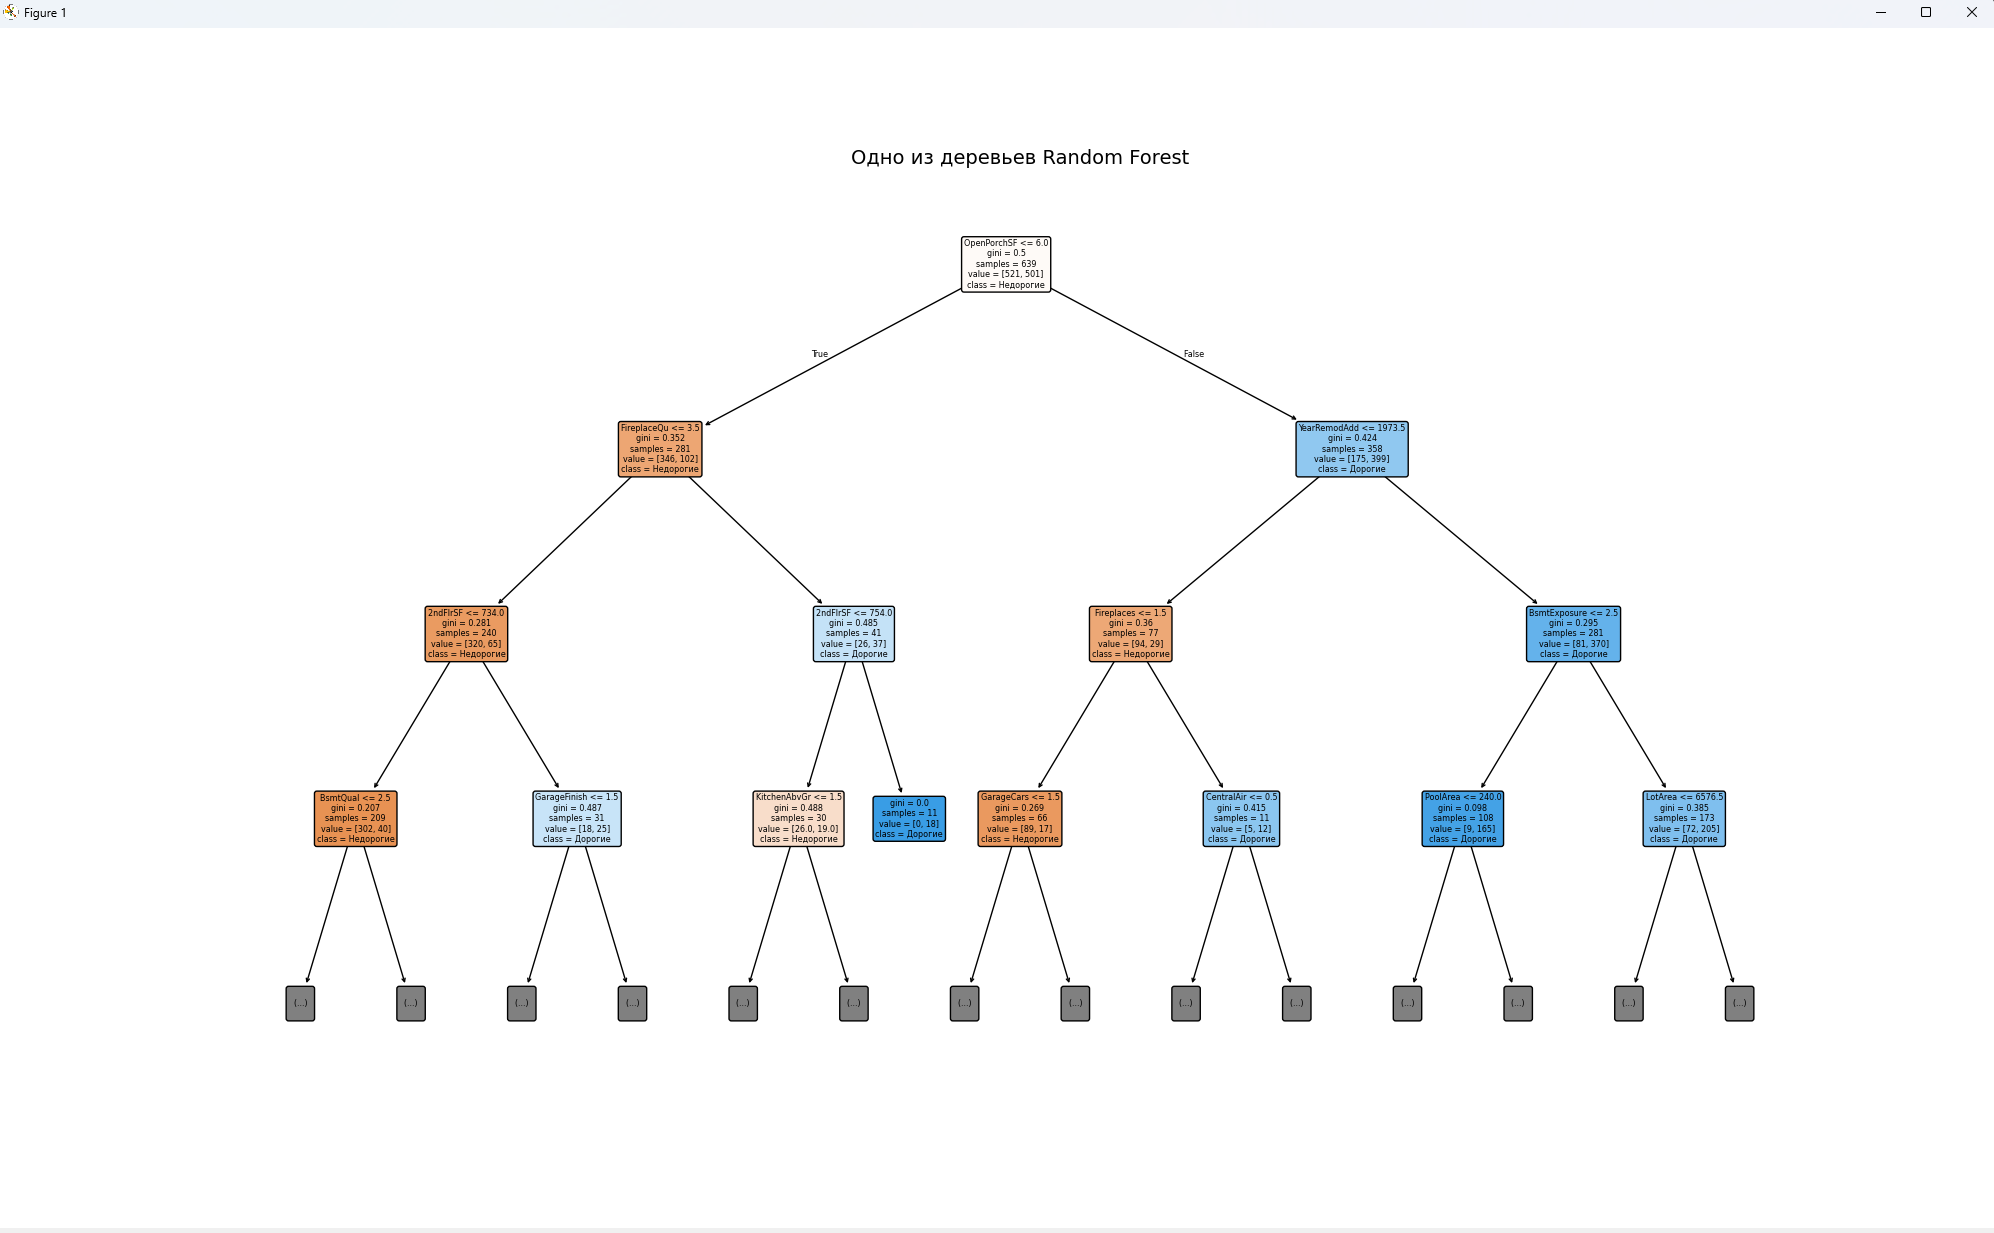 Figure 1
Одно из деревьев Random Forest
OpenPorchSF <= 6.0
gini = 0.5
samples = 639
value = [521, 501]
class = Недорогие
True
False
FireplaceQu <= 3.5
gini = 0.352
samples = 281
value = [346, 102]
class = Недорогие
YearRemodAdd <= 1973.5
gini = 0.424
samples = 358
value = [175, 399]
class = Дорогие
2ndFlrSF <= 734.0
gini = 0.281
samples = 240
value = [320, 65]
class = Недорогие
2ndFlrSF <= 754.0
gini = 0.485
samples = 41
value = [26, 37]
class = Дорогие
Fireplaces <= 1.5
gini = 0.36
samples = 77
value = [94, 29]
class = Недорогие
BsmtExposure <= 2.5
gini = 0.295
samples = 281
value = [81, 370]
class = Дорогие
BsmtQual <= 2.5
gini = 0.207
samples = 209
value = [302, 40]
class = Недорогие
GarageFinish <= 1.5
gini = 0.487
samples = 31
value = [18, 25]
class = Дорогие
KitchenAbvGr <= 1.5
gini = 0.488
samples = 30
value = [26.0, 19.0]
class = Недорогие
gini = 0.0
samples = 11
value = [0, 18]
class = Дорогие
GarageCars <= 1.5
gini = 0.269
samples = 66
value = [89, 17]
class = Недорогие
CentralAir <= 0.5
gini = 0.415
samples = 11
value = [5, 12]
class = Дорогие
PoolArea <= 240.0
gini = 0.098
samples = 108
value = [9, 165]
class = Дорогие
LotArea <= 6576.5
gini = 0.385
samples = 173
value = [72, 205]
class = Дорогие
(...)
(...)
(...)
(...)
(...)
(...)
(...)
(...)
(...)
(...)
(...)
(...)
(...)
(...)